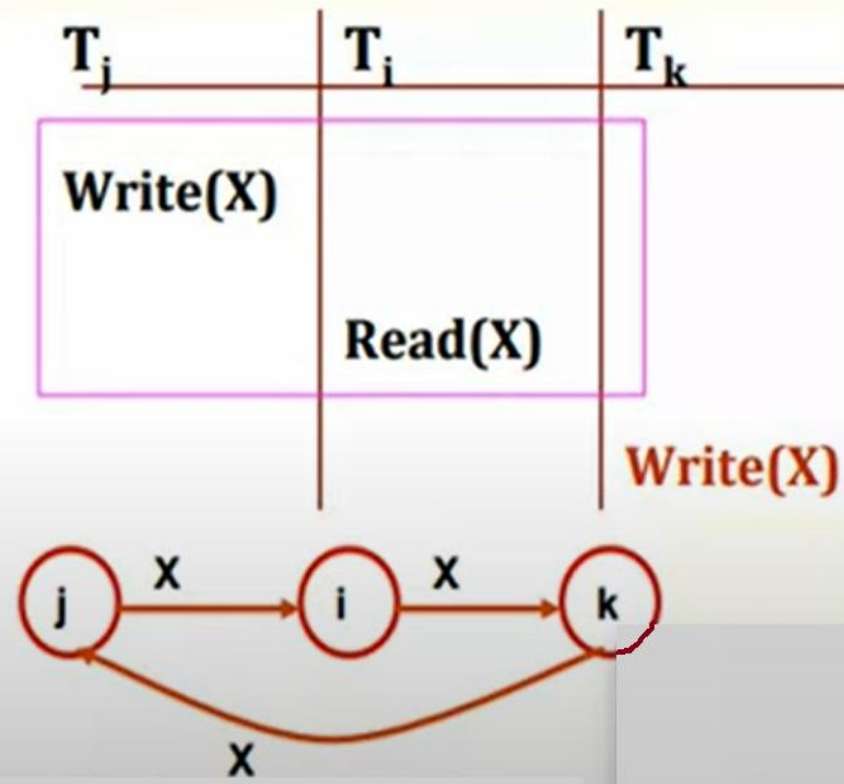 Tj Ti Tk
Write(X)
Read(X)
Write(X)
X X
j i k
X